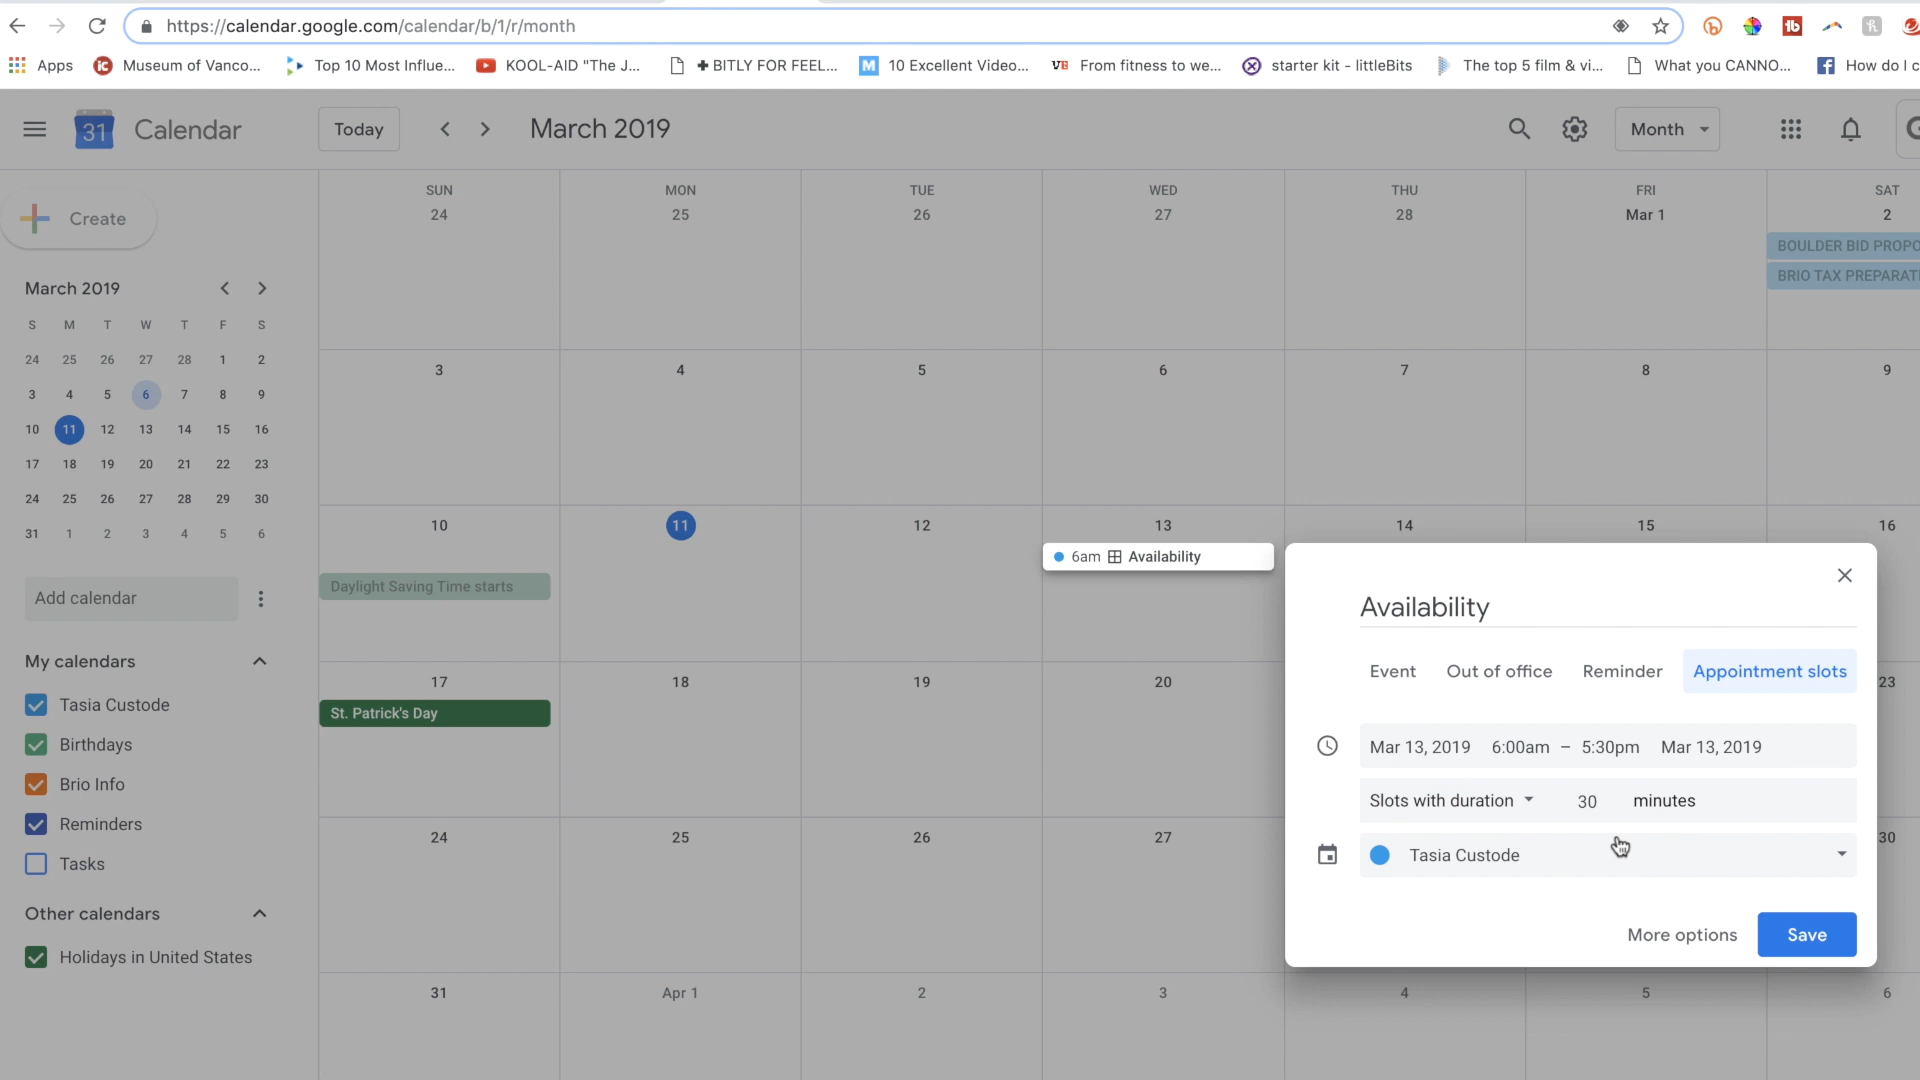 https://calendar.google.com/calendar/b/1/r/month
Apps Museum of Vanco... Top 10 Most Influe... KOOL-AID "The J... ✚ BITLY FOR FEEL... 10 Excellent Video... From fitness to we... starter kit - littleBits The top 5 film & vi... What you CANNO... How do I c
31 Calendar Today March 2019 Month
Create
March 2019
S M T W T F S
24 25 26 27 28 1 2
3 4 5 6 7 8 9
10 11 12 13 14 15 16
17 18 19 20 21 22 23
24 25 26 27 28 29 30
31 1 2 3 4 5 6
Add calendar
My calendars
Tasia Custode
Birthdays
Brio Info
Reminders
Tasks
Other calendars
Holidays in United States
SUN MON TUE WED THU FRI SAT
24 25 26 27 28 Mar 1 2
BOULDER BID PROPO
BRIO TAX PREPARATI
3 4 5 6 7 8 9
10 11 12 13 14 15 16
6am Availability
Daylight Saving Time starts
17 18 19 20 23
St. Patrick's Day
24 25 26 27 30
31 Apr 1 2 3 4 5 6
Availability
Event Out of office Reminder Appointment slots
Mar 13, 2019 6:00am – 5:30pm Mar 13, 2019
Slots with duration 30 minutes
Tasia Custode
More options Save